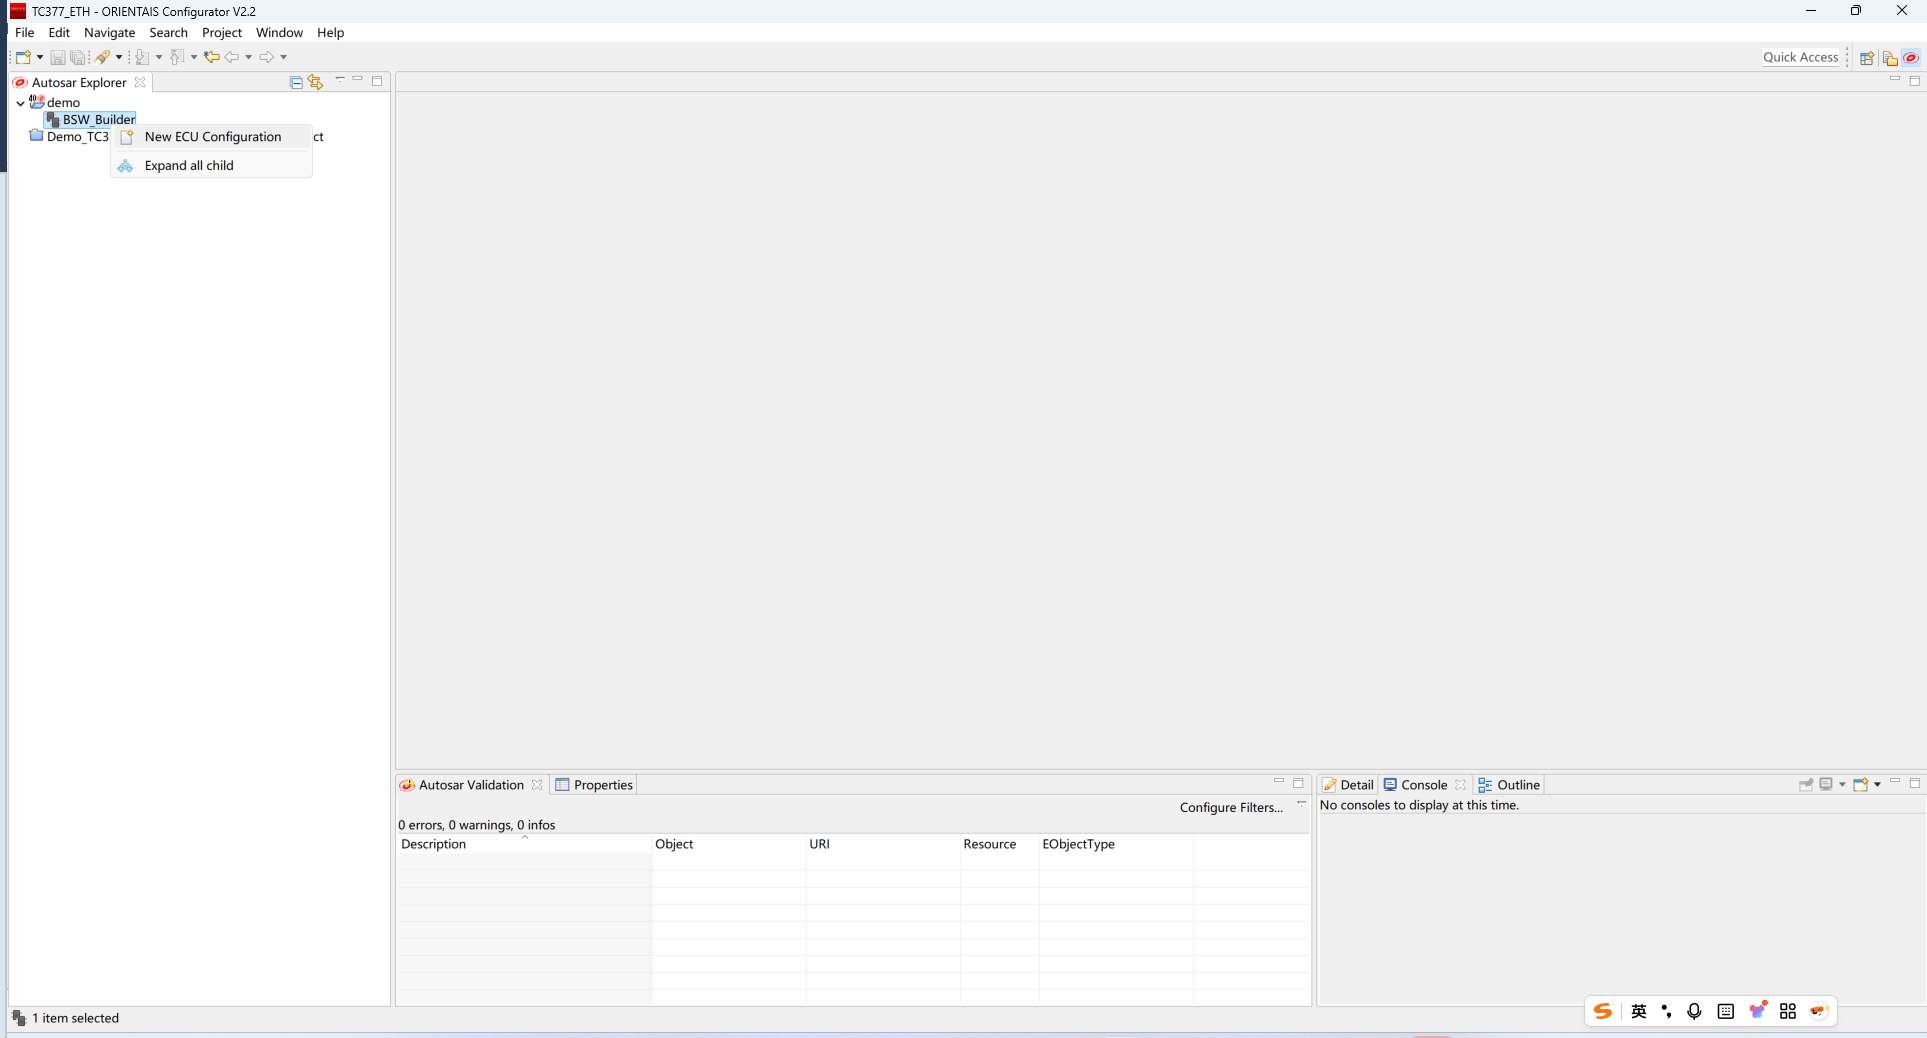 TC377_ETH - ORIENTAIS Configurator V2.2
File Edit Navigate Search Project Window Help
Quick Access
Autosar Explorer
demo
BSW_Builder
Demo_TC3 ct
New ECU Configuration
Expand all child
Autosar Validation Properties
Configure Filters...
0 errors, 0 warnings, 0 infos
Description Object URI Resource EObjectType
Detail Console Outline
No consoles to display at this time.
1 item selected
英